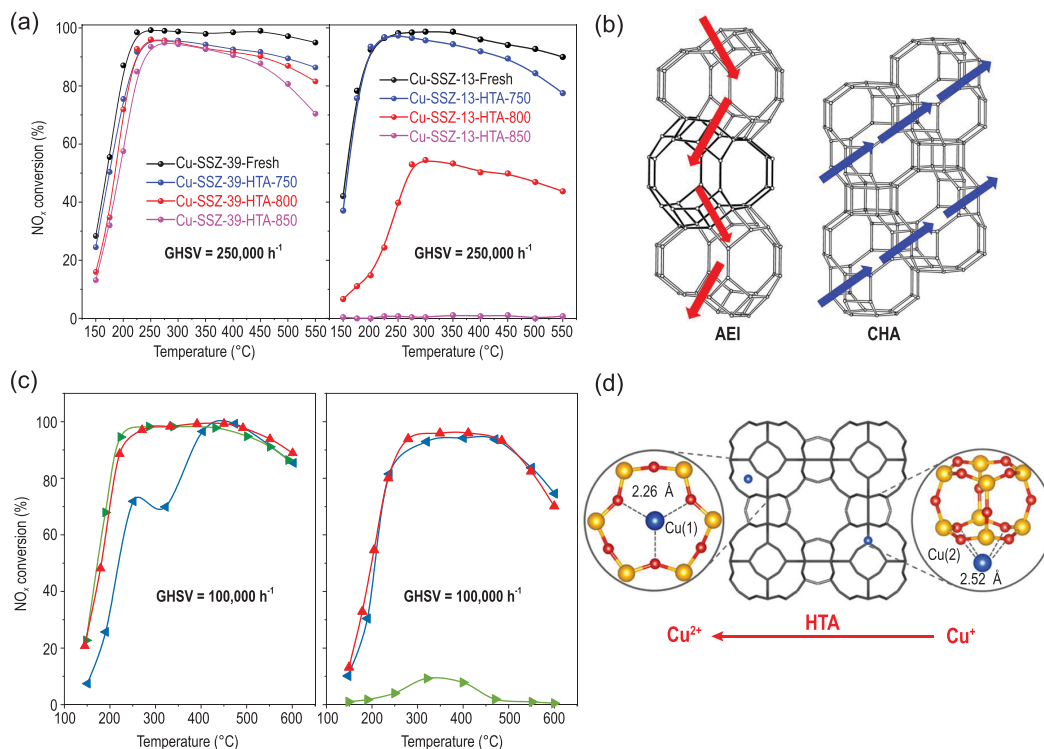 (a)
NOx conversion (%)
100
80
60
40
20
0
Cu-SSZ-39-Fresh
Cu-SSZ-39-HTA-750
Cu-SSZ-39-HTA-800
Cu-SSZ-39-HTA-850
GHSV = 250,000 h⁻¹
150 200 250 300 350 400 450 500 550
Temperature (°C)
Cu-SSZ-13-Fresh
Cu-SSZ-13-HTA-750
Cu-SSZ-13-HTA-800
Cu-SSZ-13-HTA-850
GHSV = 250,000 h⁻¹
150 200 250 300 350 400 450 500 550
Temperature (°C)
(b)
AEI
CHA
(c)
NOx conversion (%)
100
80
60
40
20
0
GHSV = 100,000 h⁻¹
100 200 300 400 500 600
Temperature (°C)
GHSV = 100,000 h⁻¹
100 200 300 400 500 600
Temperature (°C)
(d)
2.26 Å
Cu(1)
Cu(2)
2.52 Å
HTA
Cu²⁺
Cu⁺